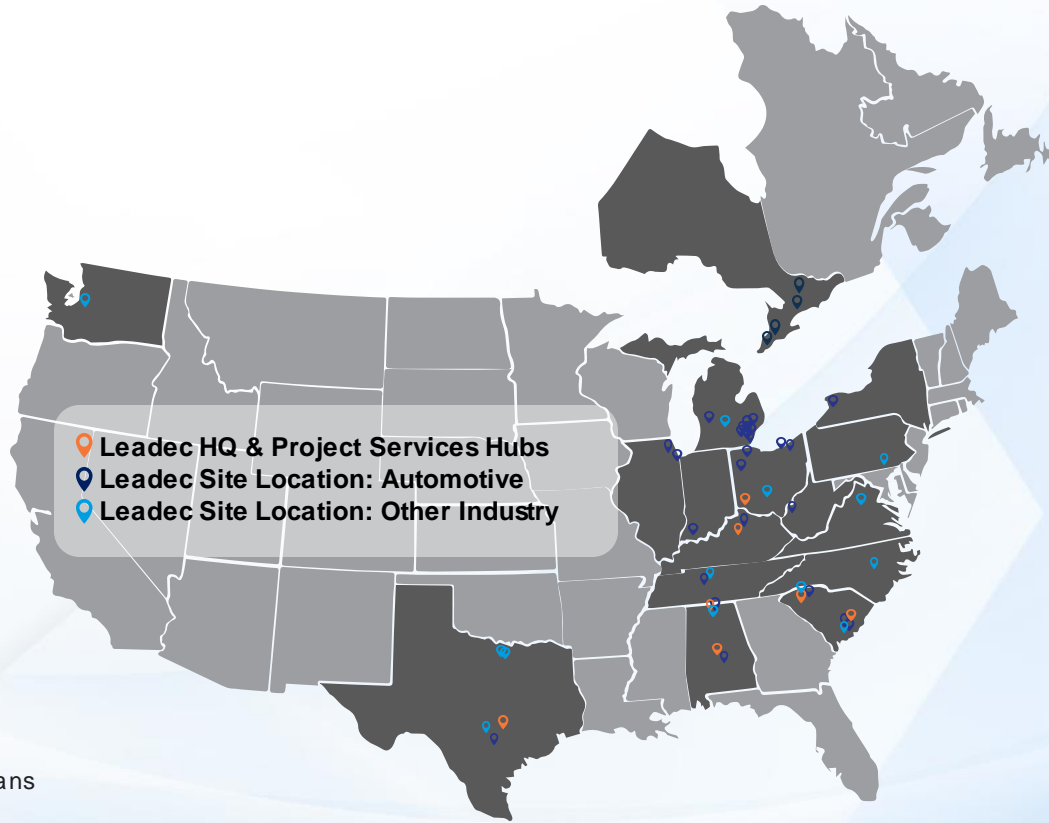 Leadec HQ & Project Services Hubs
Leadec Site Location: Automotive
Leadec Site Location: Other Industry
ans